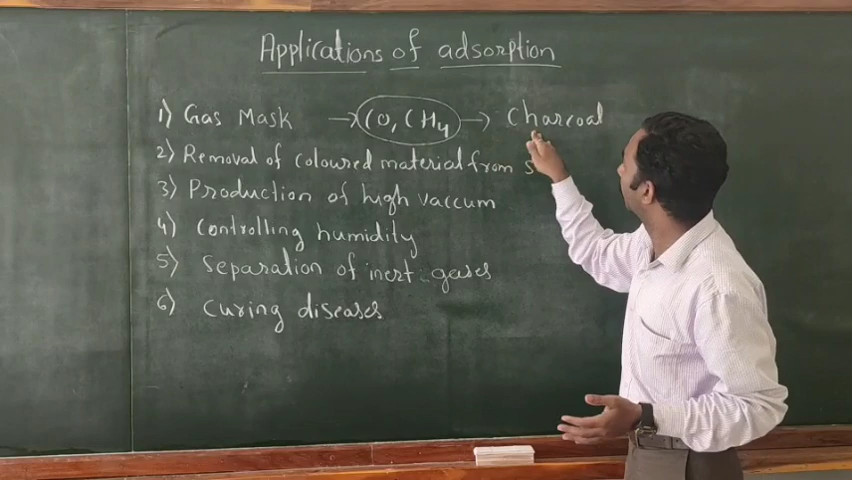 Applications of adsorption
1) Gas Mask → CO, CH4 → Charcoal
2) Removal of coloured material from
3) Production of high vaccum
4) Controlling humidity
5) Separation of inert gases
6) Curing diseases